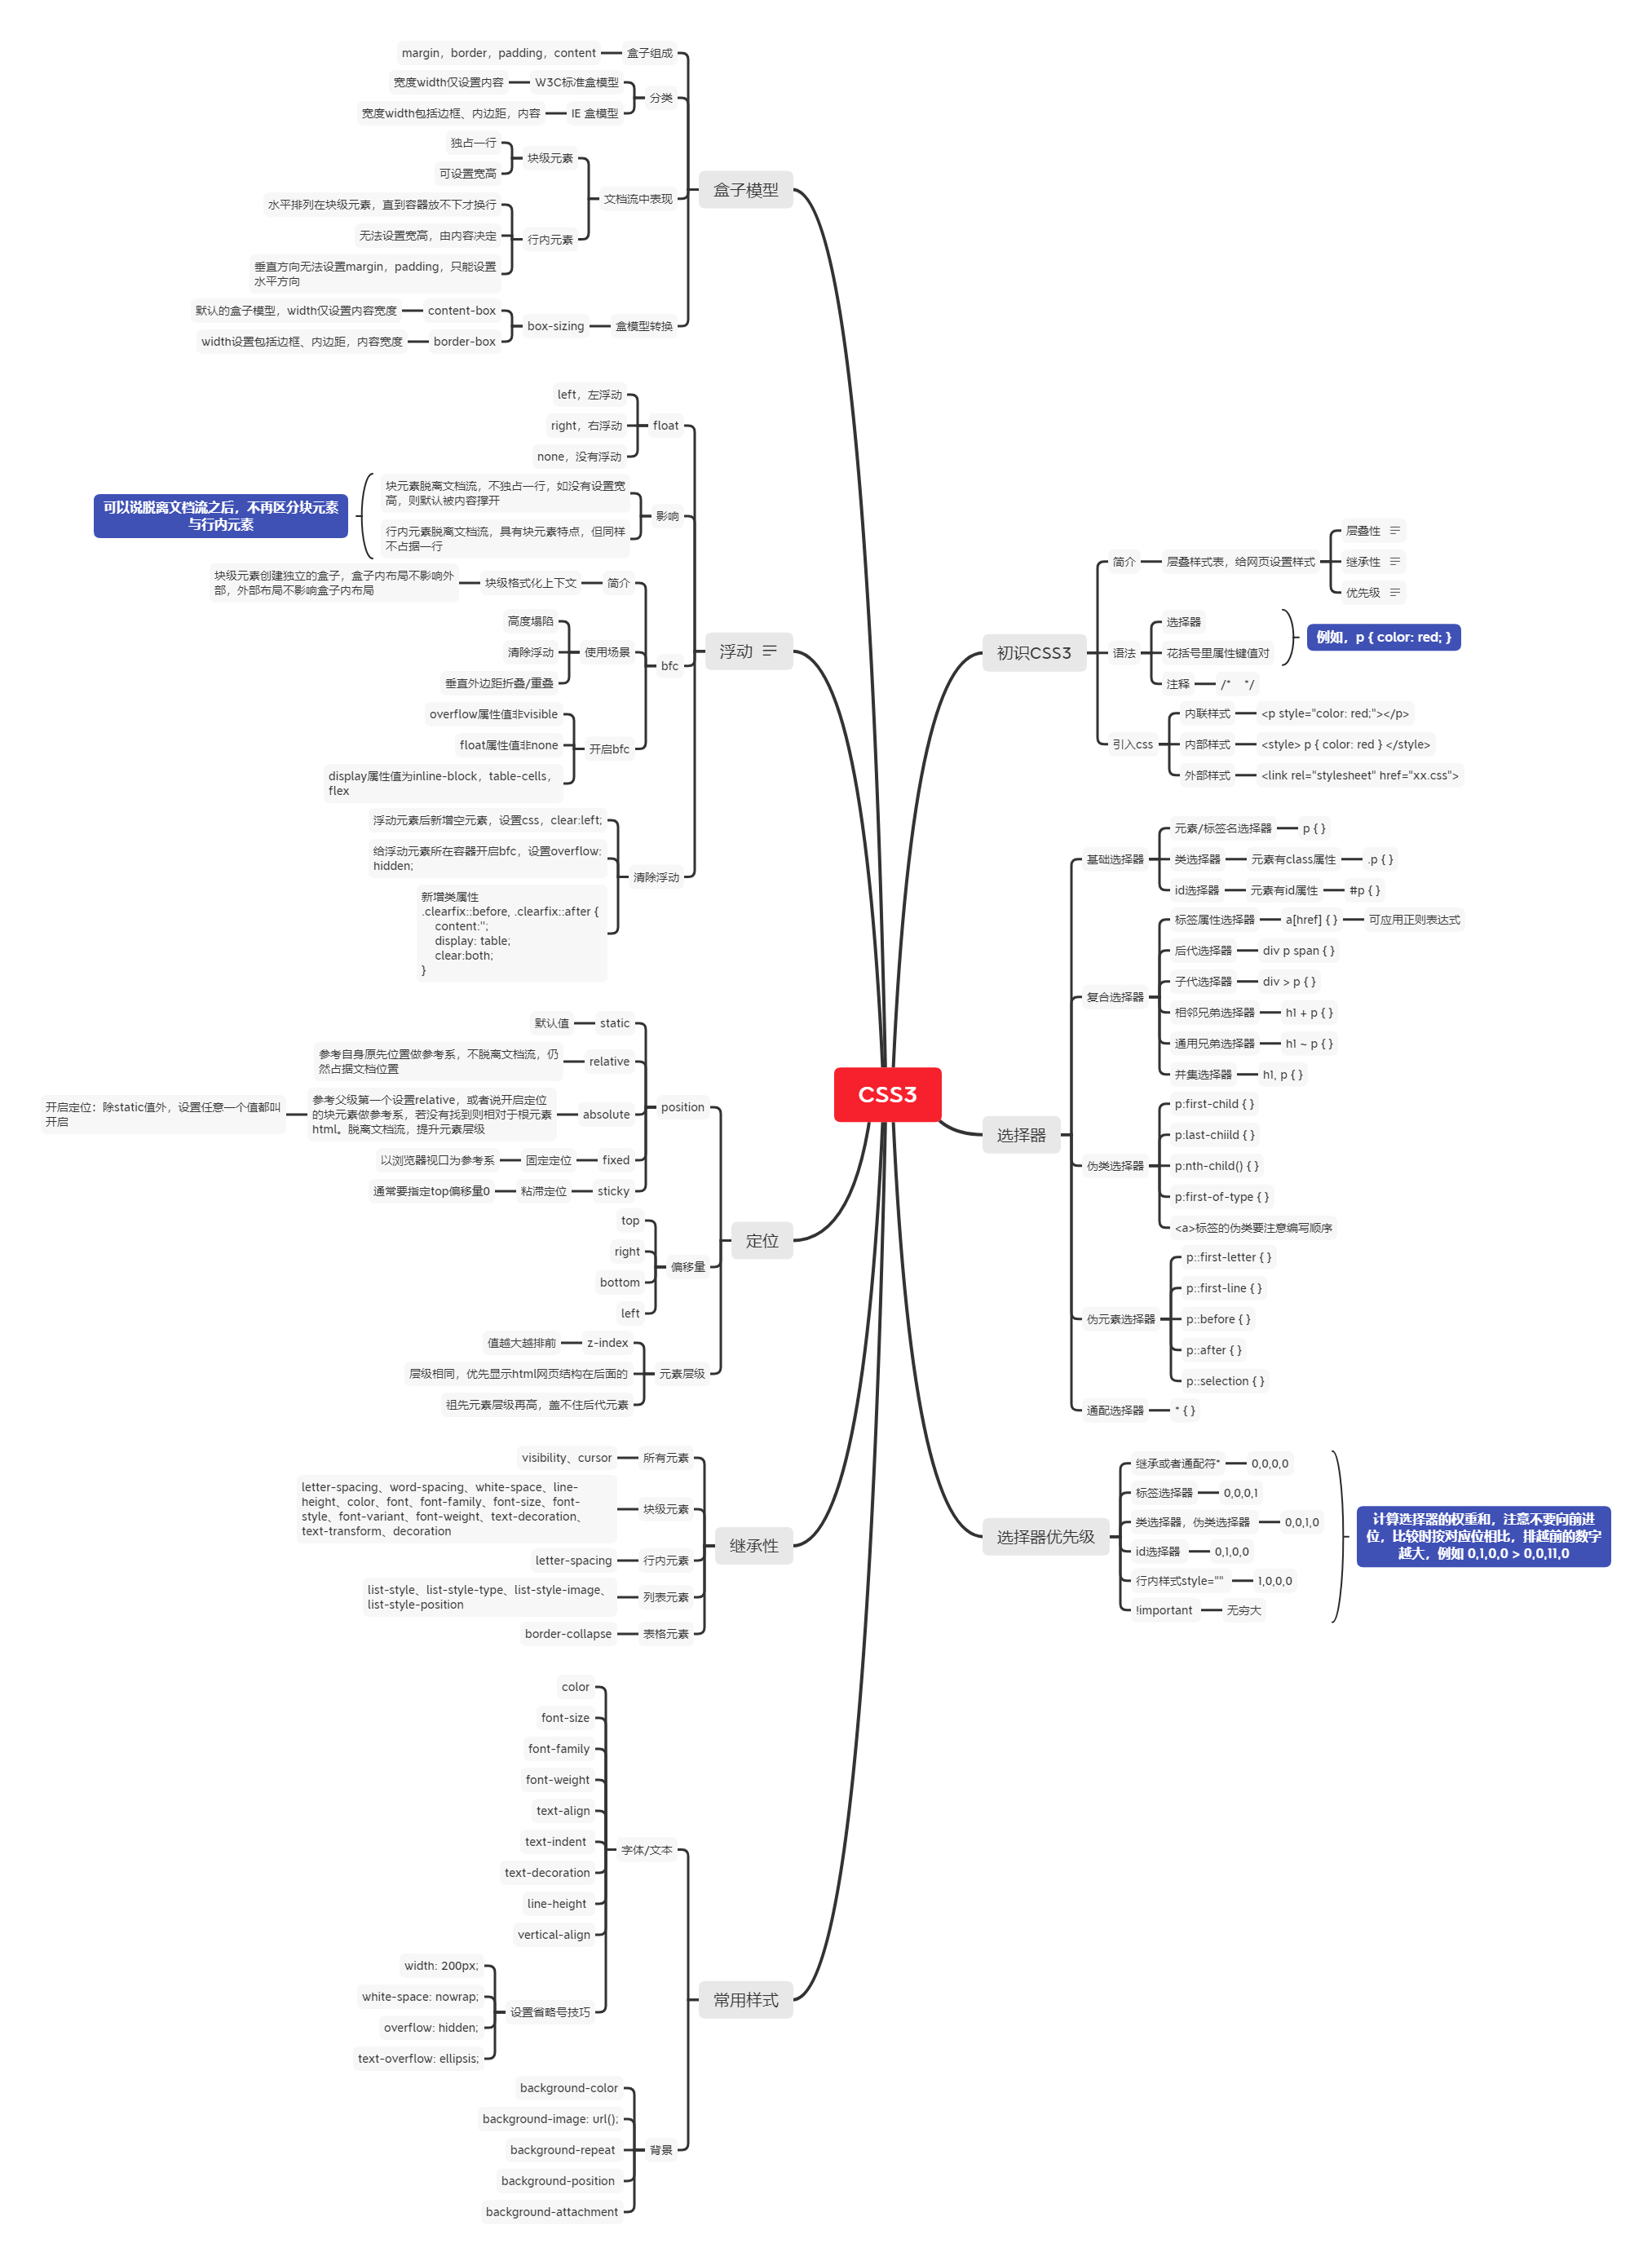 CSS3
初识CSS3
简介
层叠样式表，给网页设置样式
层叠性
继承性
优先级
语法
选择器
花括号里属性键值对
例如，p { color: red; }
注释
/*    */
引入css
内联样式
<p style="color: red;"></p>
内部样式
<style> p { color: red } </style>
外部样式
<link rel="stylesheet" href="xx.css">
选择器
基础选择器
元素/标签名选择器
p { }
类选择器
元素有class属性
.p { }
id选择器
元素有id属性
#p { }
复合选择器
标签属性选择器
a[href] { }
可应用正则表达式
后代选择器
div p span { }
子代选择器
div > p { }
相邻兄弟选择器
h1 + p { }
通用兄弟选择器
h1 ~ p { }
并集选择器
h1, p { }
伪类选择器
p:first-child { }
p:last-chiild { }
p:nth-child() { }
p:first-of-type { }
<a>标签的伪类要注意编写顺序
伪元素选择器
p::first-letter { }
p::first-line { }
p::before { }
p::after { }
p::selection { }
通配选择器
* { }
选择器优先级
继承或者通配符*
0,0,0,0
标签选择器
0,0,0,1
类选择器，伪类选择器
0,0,1,0
id选择器
0,1,0,0
行内样式style=""
1,0,0,0
!important
无穷大
计算选择器的权重和，注意不要向前进
位，比较时按对应位相比，排越前的数字
越大，例如 0,1,0,0 > 0,0,11,0
盒子模型
盒子组成
margin，border，padding，content
分类
W3C标准盒模型
宽度width仅设置内容
IE 盒模型
宽度width包括边框、内边距，内容
文档流中表现
块级元素
独占一行
可设置宽高
行内元素
水平排列在块级元素，直到容器放不下才换行
无法设置宽高，由内容决定
垂直方向无法设置margin，padding，只能设置
水平方向
盒模型转换
box-sizing
content-box
默认的盒子模型，width仅设置内容宽度
border-box
width设置包括边框、内边距，内容宽度
浮动
float
left，左浮动
right，右浮动
none，没有浮动
影响
块元素脱离文档流，不独占一行，如没有设置宽
高，则默认被内容撑开
行内元素脱离文档流，具有块元素特点，但同样
不占据一行
可以说脱离文档流之后，不再区分块元素
与行内元素
bfc
简介
块级格式化上下文
块级元素创建独立的盒子，盒子内布局不影响外
部，外部布局不影响盒子内布局
使用场景
高度塌陷
清除浮动
垂直外边距折叠/重叠
开启bfc
overflow属性值非visible
float属性值非none
display属性值为inline-block，table-cells，
flex
清除浮动
浮动元素后新增空元素，设置css，clear:left;
给浮动元素所在容器开启bfc，设置overflow:
hidden;
新增类属性
.clearfix::before, .clearfix::after {
content:'';
display: table;
clear:both;
}
定位
position
static
默认值
relative
参考自身原先位置做参考系，不脱离文档流，仍
然占据文档位置
absolute
参考父级第一个设置relative，或者说开启定位
的块元素做参考系，若没有找到则相对于根元素
html。脱离文档流，提升元素层级
开启定位：除static值外，设置任意一个值都叫
开启
fixed
固定定位
以浏览器视口为参考系
sticky
粘滞定位
通常要指定top偏移量0
偏移量
top
right
bottom
left
元素层级
z-index
值越大越排前
层级相同，优先显示html网页结构在后面的
祖先元素层级再高，盖不住后代元素
继承性
所有元素
visibility、cursor
块级元素
letter-spacing、word-spacing、white-space、line-
height、color、font、font-family、font-size、font-
style、font-variant、font-weight、text-decoration、
text-transform、decoration
行内元素
letter-spacing
列表元素
list-style、list-style-type、list-style-image、
list-style-position
表格元素
border-collapse
常用样式
字体/文本
color
font-size
font-family
font-weight
text-align
text-indent
text-decoration
line-height
vertical-align
设置省略号技巧
width: 200px;
white-space: nowrap;
overflow: hidden;
text-overflow: ellipsis;
背景
background-color
background-image: url();
background-repeat
background-position
background-attachment